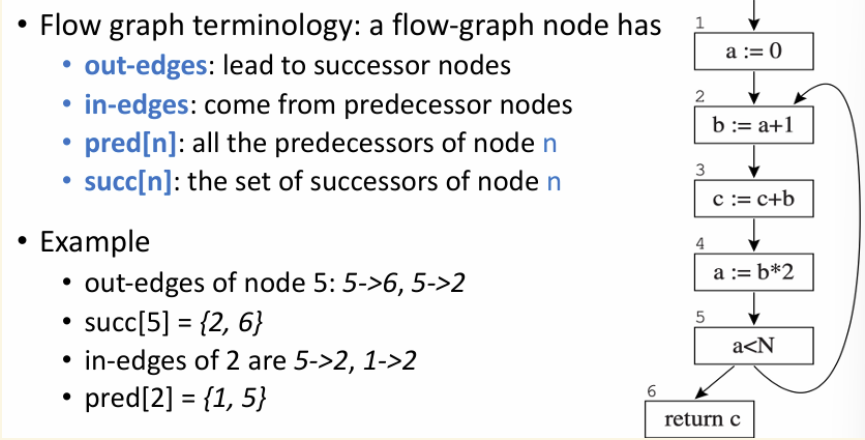 • Flow graph terminology: a flow-graph node has
• out-edges: lead to successor nodes
• in-edges: come from predecessor nodes
• pred[n]: all the predecessors of node n
• succ[n]: the set of successors of node n
• Example
• out-edges of node 5: 5->6, 5->2
• succ[5] = {2, 6}
• in-edges of 2 are 5->2, 1->2
• pred[2] = {1, 5}
1
a := 0
2
b := a+1
3
c := c+b
4
a := b*2
5
a<N
6
return c